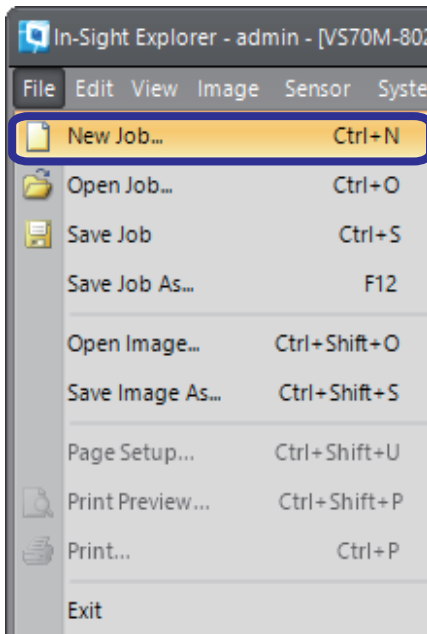 In-Sight Explorer - admin - [VS70M-802
File Edit View Image Sensor Syste
New Job... Ctrl+N
Open Job... Ctrl+O
Save Job Ctrl+S
Save Job As... F12
Open Image... Ctrl+Shift+O
Save Image As... Ctrl+Shift+S
Page Setup... Ctrl+Shift+U
Print Preview... Ctrl+Shift+P
Print... Ctrl+P
Exit